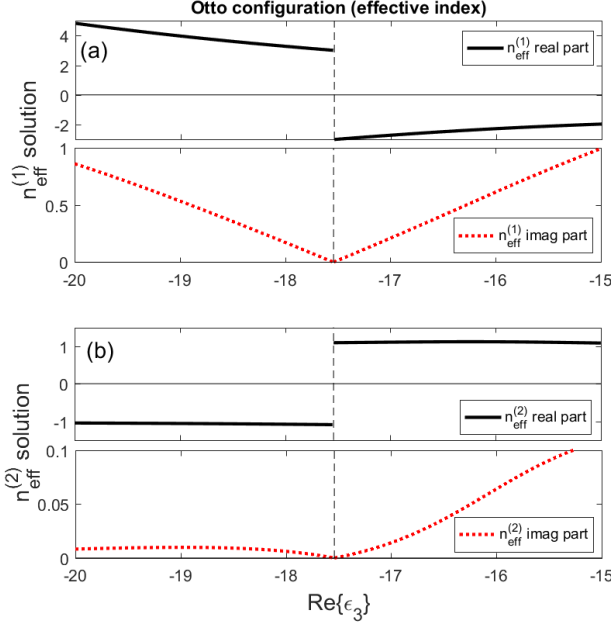 Otto configuration (effective index)
(a)
n_eff^(1) real part
4
2
0
-2
n_eff^(1) solution
1
0.5
0
n_eff^(1) imag part
-20 -19 -18 -17 -16 -15
(b)
1
0
-1
n_eff^(2) real part
n_eff^(2) solution
0.1
0.05
0
n_eff^(2) imag part
-20 -19 -18 -17 -16 -15
Re{ϵ_3}